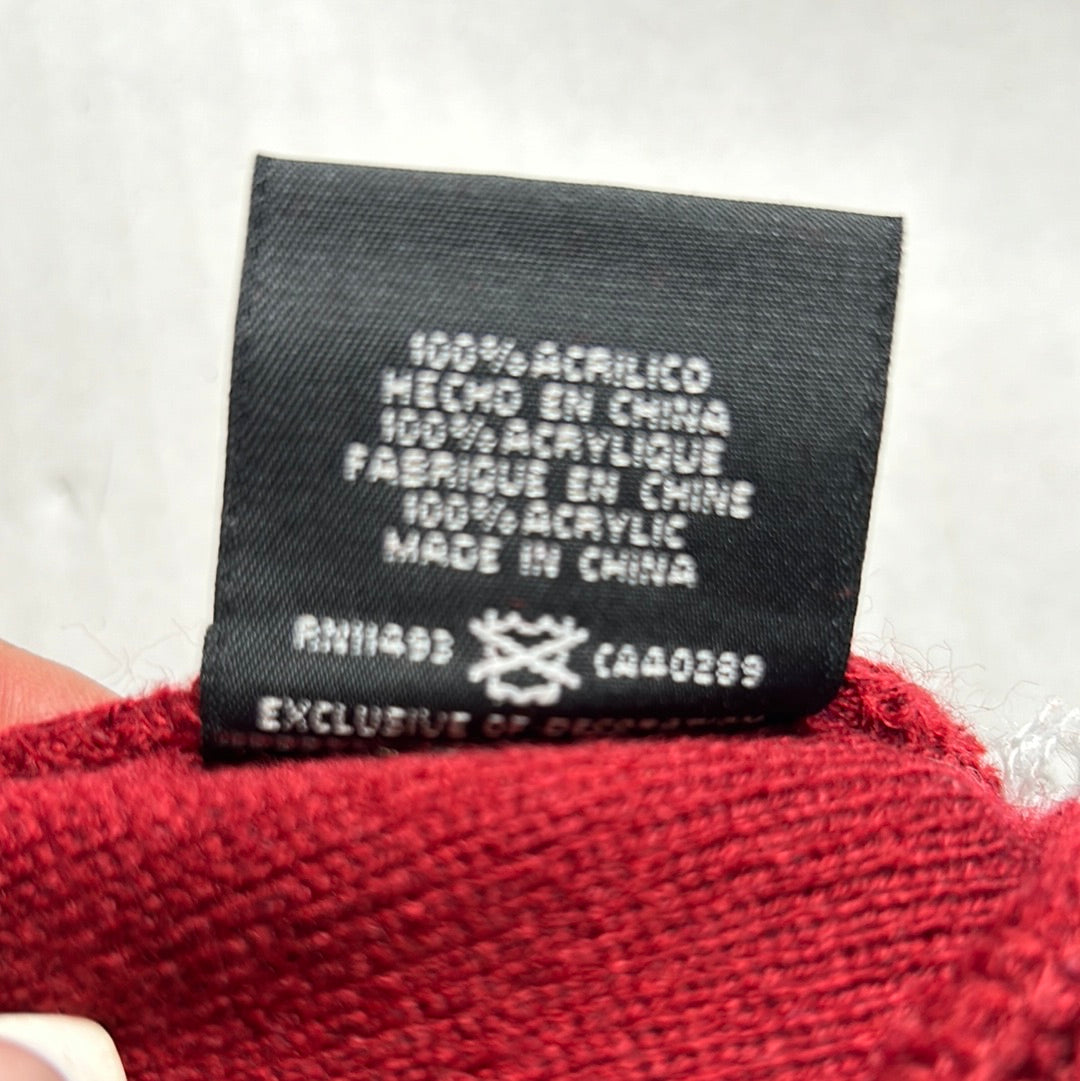 100% ACRILICO
HECHO EN CHINA
100% ACRYLIQUE
FABRIQUE EN CHINE
100% ACRYLIC
MADE IN CHINA
RN11493 CA40289
EXCLUSIVE OF DECORATION